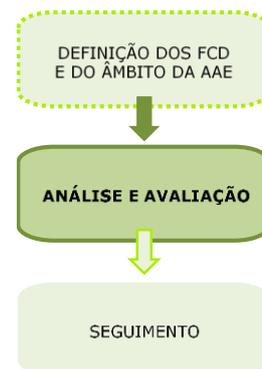 DEFINIÇÃO DOS FCD
E DO ÂMBITO DA AAE
ANÁLISE E AVALIAÇÃO
SEGUIMENTO